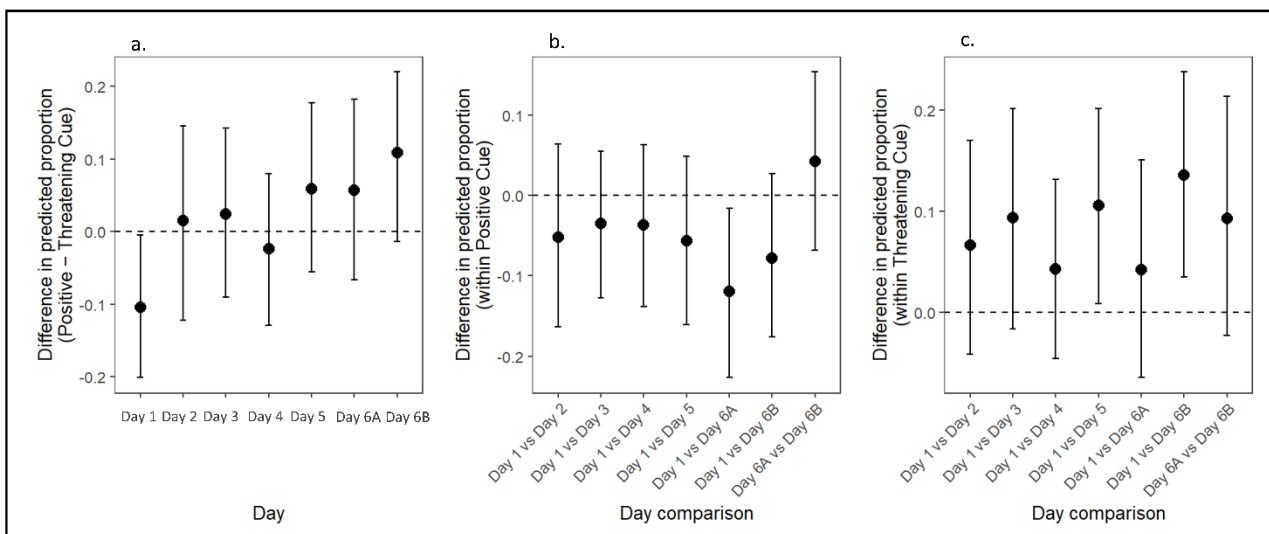 a.
Difference in predicted proportion
(Positive − Threatening Cue)
0.2
0.1
0.0
-0.1
-0.2
Day 1
Day 2
Day 3
Day 4
Day 5
Day 6A
Day 6B
Day
b.
Difference in predicted proportion
(within Positive Cue)
0.1
0.0
-0.1
-0.2
Day 1 vs Day 2
Day 1 vs Day 3
Day 1 vs Day 4
Day 1 vs Day 5
Day 1 vs Day 6A
Day 1 vs Day 6B
Day 6A vs Day 6B
Day comparison
c.
Difference in predicted proportion
(within Threatening Cue)
0.2
0.1
0.0
Day 1 vs Day 2
Day 1 vs Day 3
Day 1 vs Day 4
Day 1 vs Day 5
Day 1 vs Day 6A
Day 1 vs Day 6B
Day 6A vs Day 6B
Day comparison